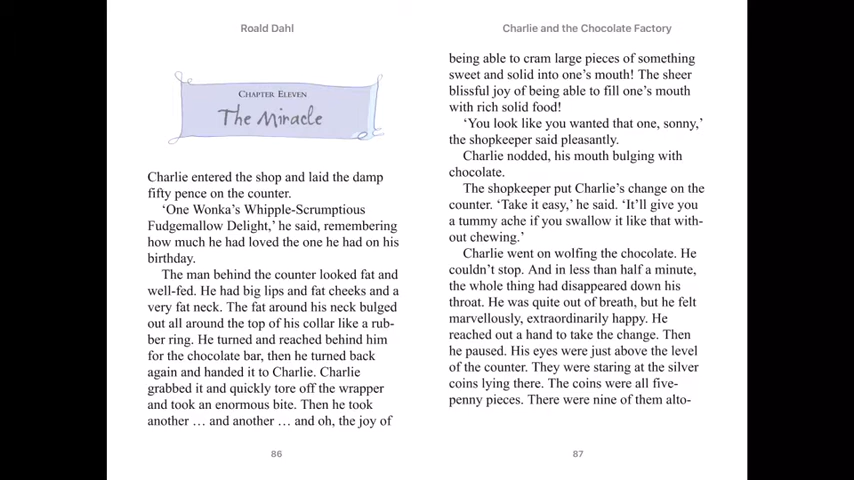 Roald Dahl
CHAPTER ELEVEN
The Miracle
Charlie entered the shop and laid the damp
fifty pence on the counter.
‘One Wonka’s Whipple-Scrumptious
Fudgemallow Delight,’ he said, remembering
how much he had loved the one he had on his
birthday.
The man behind the counter looked fat and
well-fed. He had big lips and fat cheeks and a
very fat neck. The fat around his neck bulged
out all around the top of his collar like a rub-
ber ring. He turned and reached behind him
for the chocolate bar, then he turned back
again and handed it to Charlie. Charlie
grabbed it and quickly tore off the wrapper
and took an enormous bite. Then he took
another … and another … and oh, the joy of
86
Charlie and the Chocolate Factory
being able to cram large pieces of something
sweet and solid into one’s mouth! The sheer
blissful joy of being able to fill one’s mouth
with rich solid food!
‘You look like you wanted that one, sonny,’
the shopkeeper said pleasantly.
Charlie nodded, his mouth bulging with
chocolate.
The shopkeeper put Charlie’s change on the
counter. ‘Take it easy,’ he said. ‘It’ll give you
a tummy ache if you swallow it like that with-
out chewing.’
Charlie went on wolfing the chocolate. He
couldn’t stop. And in less than half a minute,
the whole thing had disappeared down his
throat. He was quite out of breath, but he felt
marvellously, extraordinarily happy. He
reached out a hand to take the change. Then
he paused. His eyes were just above the level
of the counter. They were staring at the silver
coins lying there. The coins were all five-
penny pieces. There were nine of them alto-
87